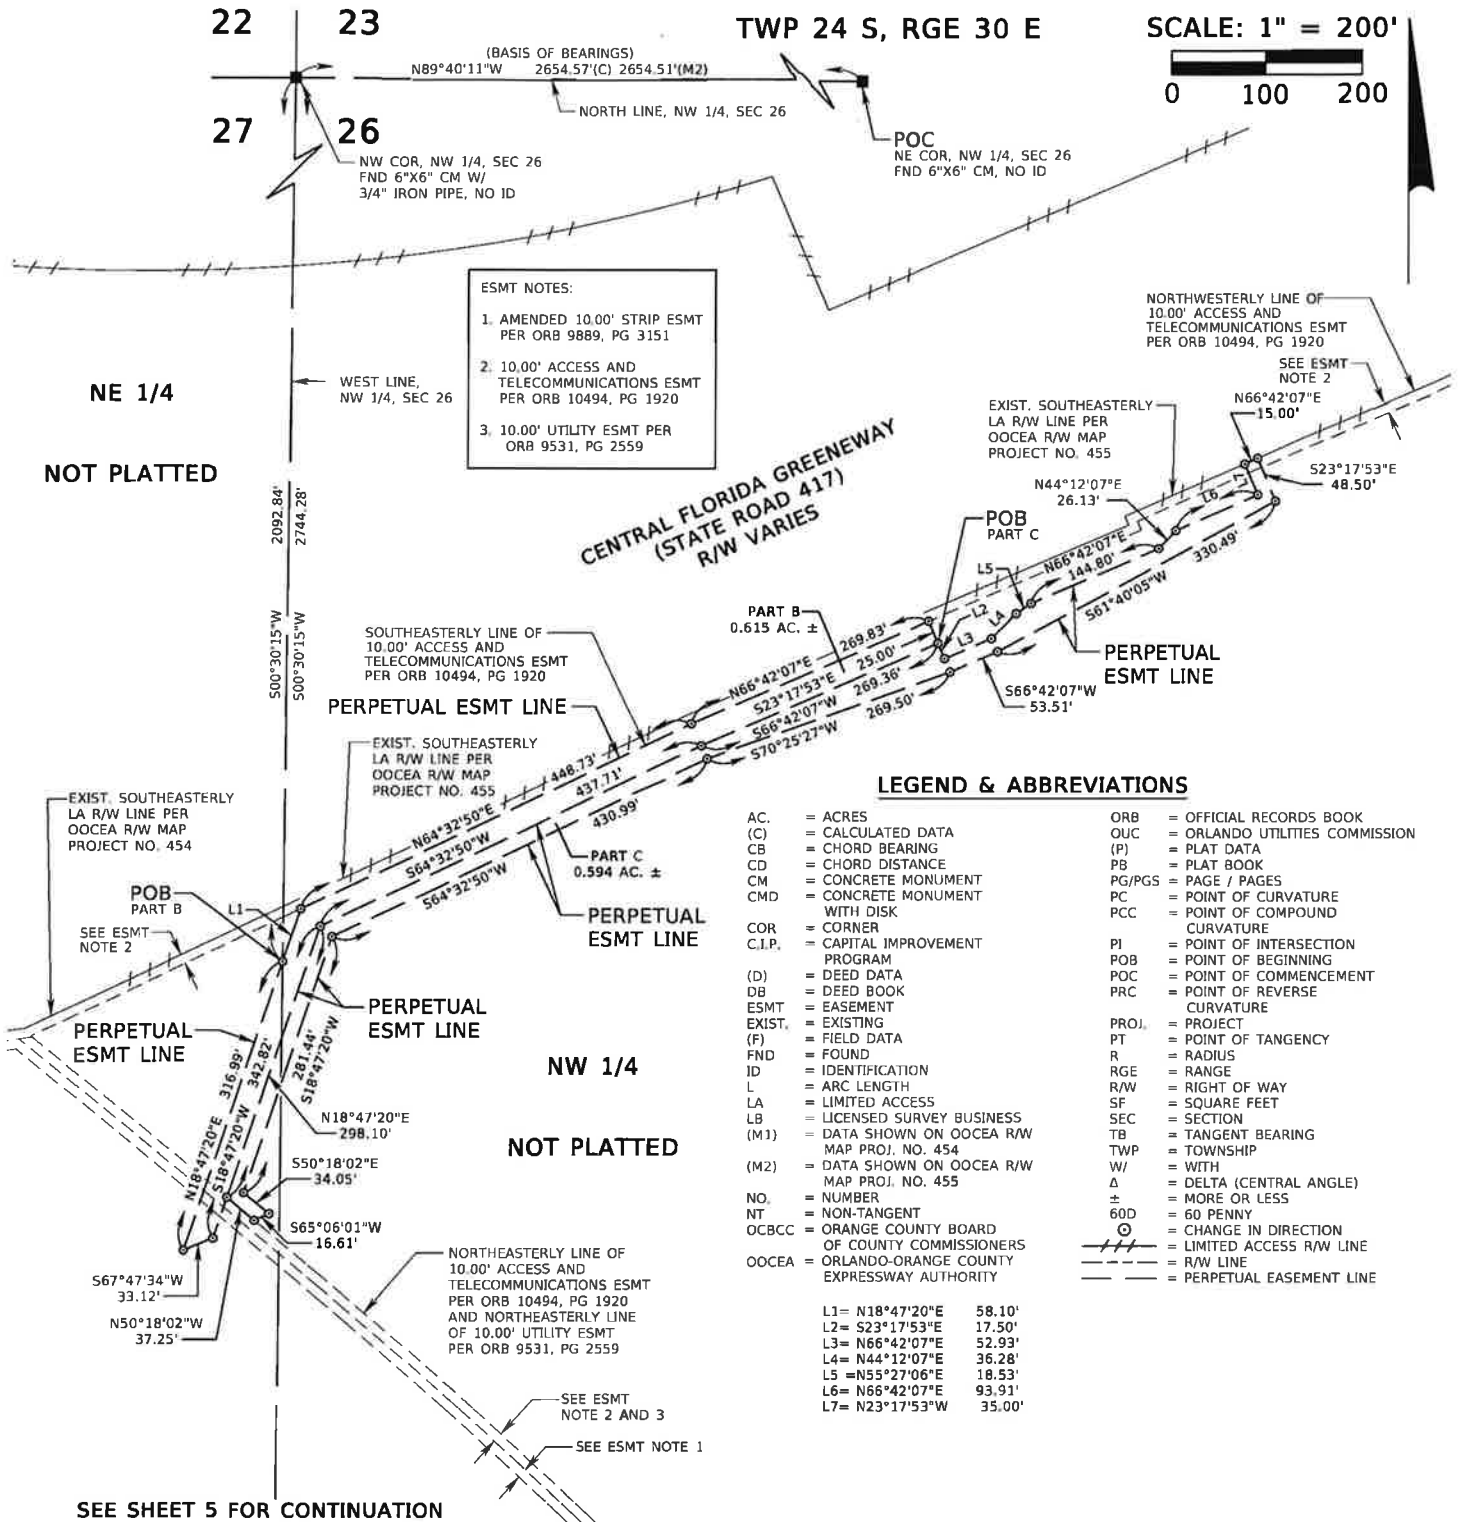 22
23
TWP 24 S, RGE 30 E
SCALE: 1" = 200'
(BASIS OF BEARINGS)
N89°40'11"W 2654.57'(C) 2654.51'(M2)
0 100 200
NORTH LINE, NW 1/4, SEC 26
27
26
POC
NE COR, NW 1/4, SEC 26
FND 6"X6" CM, NO ID
NW COR, NW 1/4, SEC 26
FND 6"X6" CM W/
3/4" IRON PIPE, NO ID
ESMT NOTES:
1. AMENDED 10.00' STRIP ESMT
PER ORB 9889, PG 3151
2. 10.00' ACCESS AND
TELECOMMUNICATIONS ESMT
PER ORB 10494, PG 1920
3. 10.00' UTILITY ESMT PER
ORB 9531, PG 2559
NORTHWESTERLY LINE OF
10.00' ACCESS AND
TELECOMMUNICATIONS ESMT
PER ORB 10494, PG 1920
SEE ESMT
NOTE 2
N66°42'07"E
15.00'
NE 1/4
WEST LINE,
NW 1/4, SEC 26
NOT PLATTED
EXIST. SOUTHEASTERLY
LA R/W LINE PER
OOCEA R/W MAP
PROJECT NO. 455
S23°17'53"E
48.50'
N44°12'07"E
26.13'
L7
L6
CENTRAL FLORIDA GREENEWAY
(STATE ROAD 417)
R/W VARIES
2092.84'
2744.28'
S00°30'15"W
S00°30'15"W
POB
PART C
N66°42'07"E
144.80'
330.49'
S61°40'05"W
L5
L4
L2
L3
PART B
0.615 AC. ±
269.83'
N66°42'07"E
25.00'
S23°17'53"E
269.36'
S66°42'07"W
269.50'
S70°25'27"W
PERPETUAL
ESMT LINE
S66°42'07"W
53.51'
SOUTHEASTERLY LINE OF
10.00' ACCESS AND
TELECOMMUNICATIONS ESMT
PER ORB 10494, PG 1920
PERPETUAL ESMT LINE
EXIST. SOUTHEASTERLY
LA R/W LINE PER
OOCEA R/W MAP
PROJECT NO. 455
448.73'
N64°32'50"E
437.71'
S64°32'50"W
430.99'
S64°32'50"W
EXIST. SOUTHEASTERLY
LA R/W LINE PER
OOCEA R/W MAP
PROJECT NO. 454
PART C
0.594 AC. ±
PERPETUAL
ESMT LINE
POB
PART B
L1
SEE ESMT
NOTE 2
PERPETUAL
ESMT LINE
PERPETUAL
ESMT LINE
316.99'
N18°47'20"E
342.82'
S18°47'20"W
281.44'
S18°47'20"W
NW 1/4
N18°47'20"E
298.10'
NOT PLATTED
S50°18'02"E
34.05'
S65°06'01"W
16.61'
S67°47'34"W
33.12'
N50°18'02"W
37.25'
NORTHEASTERLY LINE OF
10.00' ACCESS AND
TELECOMMUNICATIONS ESMT
PER ORB 10494, PG 1920
AND NORTHEASTERLY LINE
OF 10.00' UTILITY ESMT
PER ORB 9531, PG 2559
SEE ESMT
NOTE 2 AND 3
SEE ESMT NOTE 1
SEE SHEET 5 FOR CONTINUATION
LEGEND & ABBREVIATIONS
AC. = ACRES
(C) = CALCULATED DATA
CB = CHORD BEARING
CD = CHORD DISTANCE
CM = CONCRETE MONUMENT
CMD = CONCRETE MONUMENT
WITH DISK
COR = CORNER
C.I.P. = CAPITAL IMPROVEMENT
PROGRAM
(D) = DEED DATA
DB = DEED BOOK
ESMT = EASEMENT
EXIST. = EXISTING
(F) = FIELD DATA
FND = FOUND
ID = IDENTIFICATION
L = ARC LENGTH
LA = LIMITED ACCESS
LB = LICENSED SURVEY BUSINESS
(M1) = DATA SHOWN ON OOCEA R/W
MAP PROJ. NO. 454
(M2) = DATA SHOWN ON OOCEA R/W
MAP PROJ. NO. 455
NO. = NUMBER
NT = NON-TANGENT
OCBCC = ORANGE COUNTY BOARD
OF COUNTY COMMISSIONERS
OOCEA = ORLANDO-ORANGE COUNTY
EXPRESSWAY AUTHORITY
ORB = OFFICIAL RECORDS BOOK
OUC = ORLANDO UTILITIES COMMISSION
(P) = PLAT DATA
PB = PLAT BOOK
PG/PGS = PAGE / PAGES
PC = POINT OF CURVATURE
PCC = POINT OF COMPOUND
CURVATURE
PI = POINT OF INTERSECTION
POB = POINT OF BEGINNING
POC = POINT OF COMMENCEMENT
PRC = POINT OF REVERSE
CURVATURE
PROJ. = PROJECT
PT = POINT OF TANGENCY
R = RADIUS
RGE = RANGE
R/W = RIGHT OF WAY
SF = SQUARE FEET
SEC = SECTION
TB = TANGENT BEARING
TWP = TOWNSHIP
W/ = WITH
Δ = DELTA (CENTRAL ANGLE)
± = MORE OR LESS
60D = 60 PENNY
= CHANGE IN DIRECTION
= LIMITED ACCESS R/W LINE
= R/W LINE
= PERPETUAL EASEMENT LINE
L1= N18°47'20"E 58.10'
L2= S23°17'53"E 17.50'
L3= N66°42'07"E 52.93'
L4= N44°12'07"E 36.28'
L5 =N55°27'06"E 18.53'
L6= N66°42'07"E 93.91'
L7= N23°17'53"W 35.00'